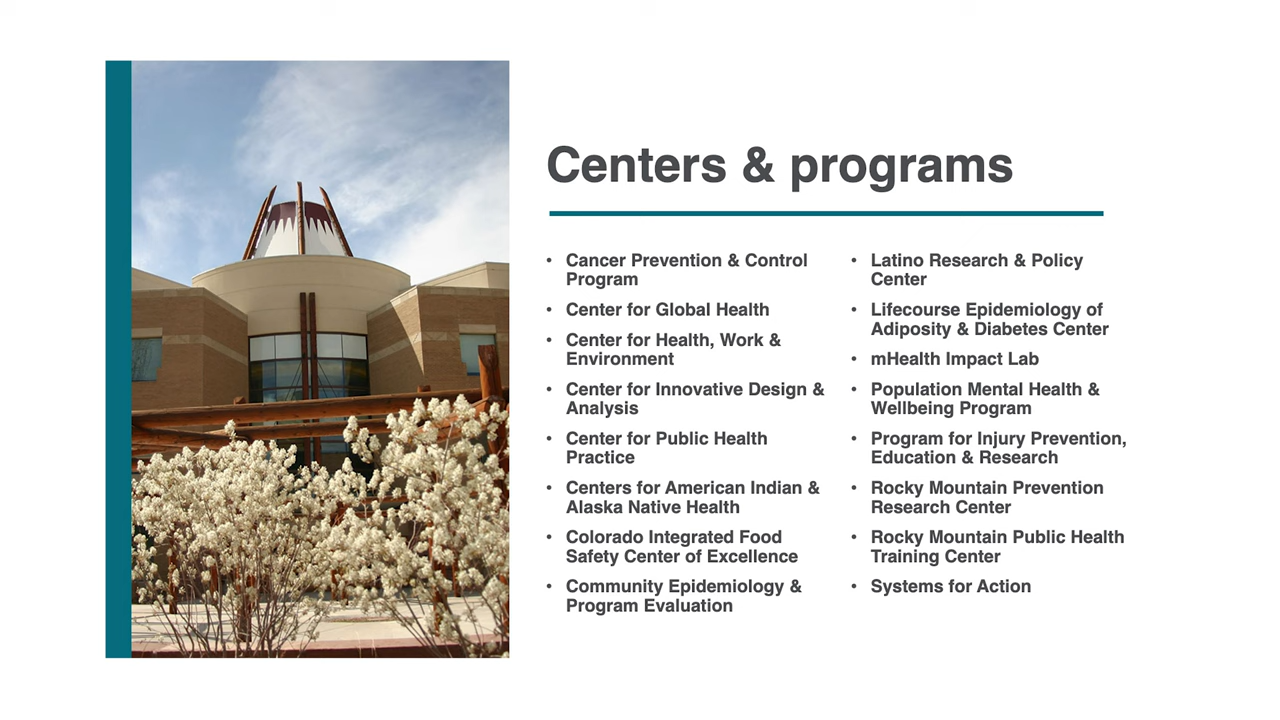 Centers & programs
• Cancer Prevention & Control
Program
• Center for Global Health
• Center for Health, Work &
Environment
• Center for Innovative Design &
Analysis
• Center for Public Health
Practice
• Centers for American Indian &
Alaska Native Health
• Colorado Integrated Food
Safety Center of Excellence
• Community Epidemiology &
Program Evaluation
• Latino Research & Policy
Center
• Lifecourse Epidemiology of
Adiposity & Diabetes Center
• mHealth Impact Lab
• Population Mental Health &
Wellbeing Program
• Program for Injury Prevention,
Education & Research
• Rocky Mountain Prevention
Research Center
• Rocky Mountain Public Health
Training Center
• Systems for Action